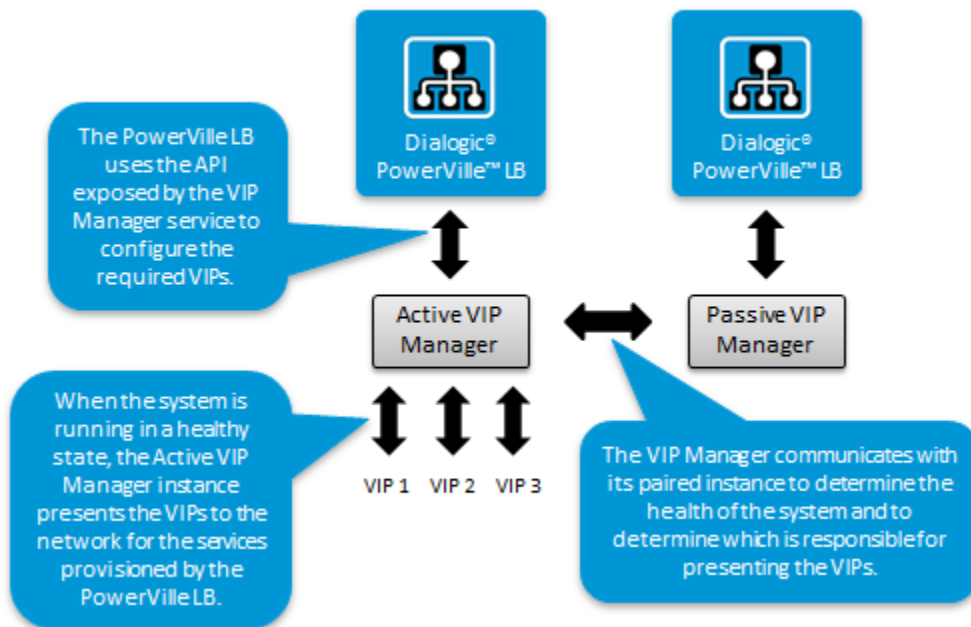 Dialogic®
PowerVille™ LB
Dialogic®
PowerVille™ LB
The PowerVille LB
uses the API
exposed by the VIP
Manager service to
configure the
required VIPs.
Active VIP
Manager
Passive VIP
Manager
When the system is
running in a healthy
state, the Active VIP
Manager instance
presents the VIPs to the
network for the services
provisioned by the
PowerVille LB.
VIP 1
VIP 2
VIP 3
The VIP Manager communicates with
its paired instance to determine the
health of the system and to
determine which is responsible for
presenting the VIPs.